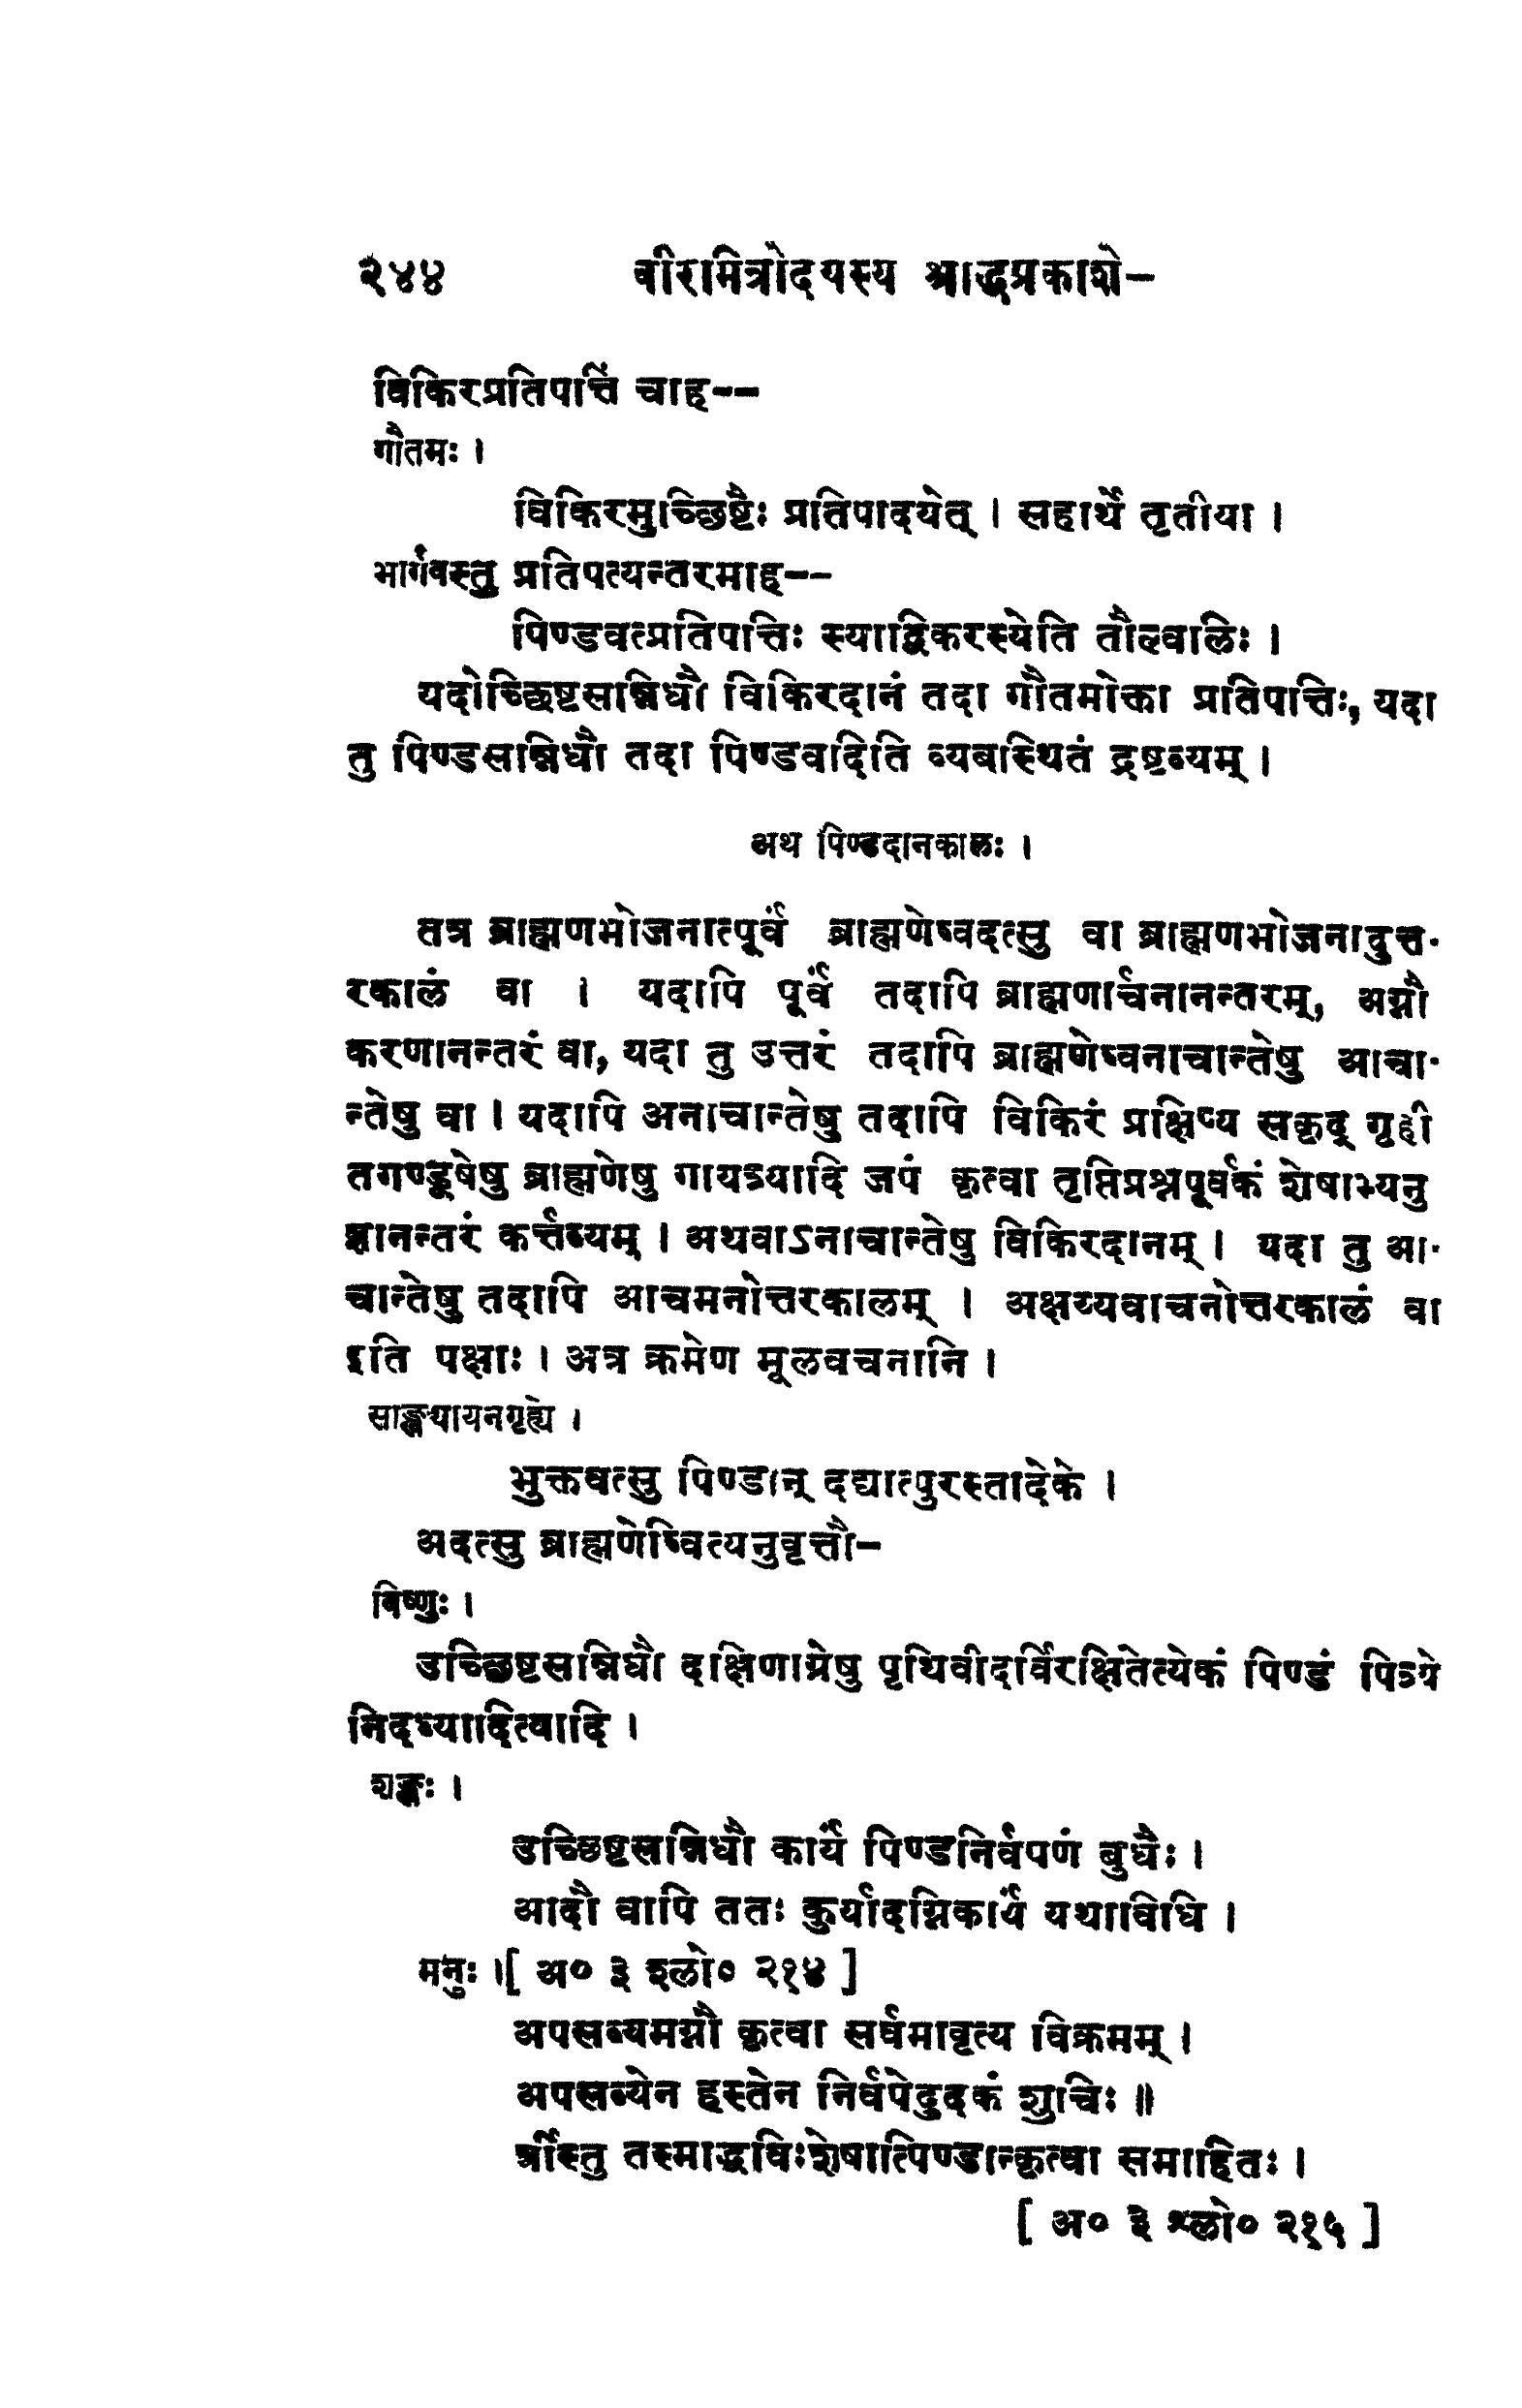 २४४ वीरमित्रोदयस्य श्राद्धप्रकाशे-
विकिरप्रतिपत्तिं चाह--
गौतमः ।
विकिरमुच्छिष्टैः प्रतिपादयेत् । सहार्थे तृतीया ।
भार्गवस्तु प्रतिपत्यन्तरमाह--
पिण्डवत्प्रतिपत्तिः स्याद्विकरस्येति तौल्वालिः ।
यदोच्छिष्टसन्निधौ विकिरदानं तदा गौतमोक्ता प्रतिपत्तिः, यदा
तु पिण्डसन्निधौ तदा पिण्डवदिति व्यबस्थितं द्रष्टव्यम् ।
अथ पिण्डदानकालः ।
तत्र ब्राह्मणभोजनात्पूर्वं ब्राह्मणेष्वदत्सु वा ब्राह्मणभोजनादुत्त-
रकालं वा । यदापि पूर्वं तदापि ब्राह्मणार्चनानन्तरम्, अग्नौ
करणानन्तरं वा, यदा तु उत्तरं तदापि ब्राह्मणेष्वनाचान्तेषु आचा-
न्तेषु वा । यदापि अनाचान्तेषु तदापि विकिरं प्रक्षिप्य सकृद् गृही
तगण्डूषेषु ब्राह्मणेषु गायत्र्यादि जपं कृत्वा तृप्तिप्रश्नपूर्वकं शेषाभ्यनु
ज्ञानन्तरं कर्त्तव्यम् । अथवाऽनाचान्तेषु विकिरदानम् । यदा तु आ-
चान्तेषु तदापि आचमनोत्तरकालम् । अक्षय्यवाचनोत्तरकालं वा
इति पक्षाः । अत्र क्रमेण मूलवचनानि ।
साङ्ख्यायनगृह्ये ।
भुक्तवत्सु पिण्डान् दद्यात्पुरस्तादेके ।
अदत्सु ब्राह्मणेष्वित्यनुवृत्तौ-
विष्णुः ।
उच्छिष्टसन्निधौ दक्षिणाग्रेषु पृथिवीदर्विरक्षितेत्येकं पिण्डं पित्र्ये
निदध्यादित्यादि ।
शङ्खः ।
उच्छिष्टसन्निधौ कार्यं पिण्डनिर्वपणं बुधैः ।
आदौ वापि ततः कुर्यादग्निकार्यं यथाविधि ।
मनुः ।[ अ० ३ श्लो० २१४ ]
अपसव्यमग्नौ कृत्वा सर्वमावृत्य विक्रमम् ।
अपसव्येन हस्तेन निर्वपेदुदकं शुचिः ॥
त्रींस्तु तस्माद्धविःशेषात्पिण्डान्कृत्वा समाहितः ।
[ अ० ३ श्लो० २१५ ]